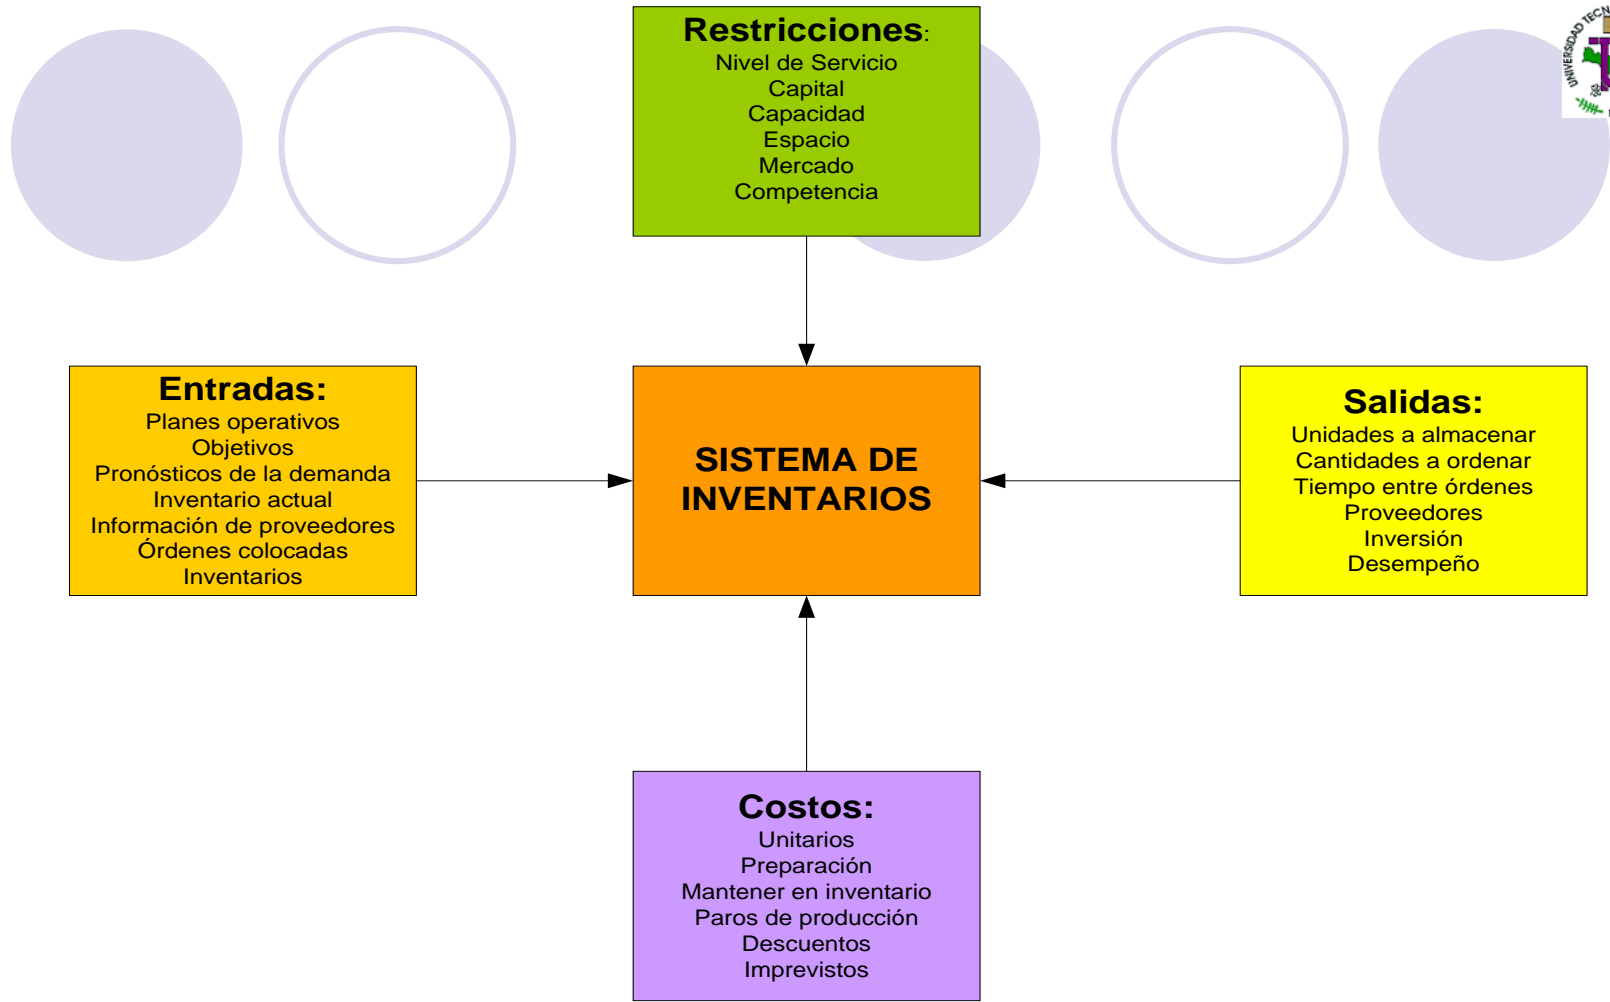 Restricciones:
Nivel de Servicio
Capital
Capacidad
Espacio
Mercado
Competencia
UNIVERSIDAD
Entradas:
Planes operativos
Objetivos
Pronósticos de la demanda
Inventario actual
Información de proveedores
Órdenes colocadas
Inventarios
SISTEMA DE
INVENTARIOS
Salidas:
Unidades a almacenar
Cantidades a ordenar
Tiempo entre órdenes
Proveedores
Inversión
Desempeño
Costos:
Unitarios
Preparación
Mantener en inventario
Paros de producción
Descuentos
Imprevistos